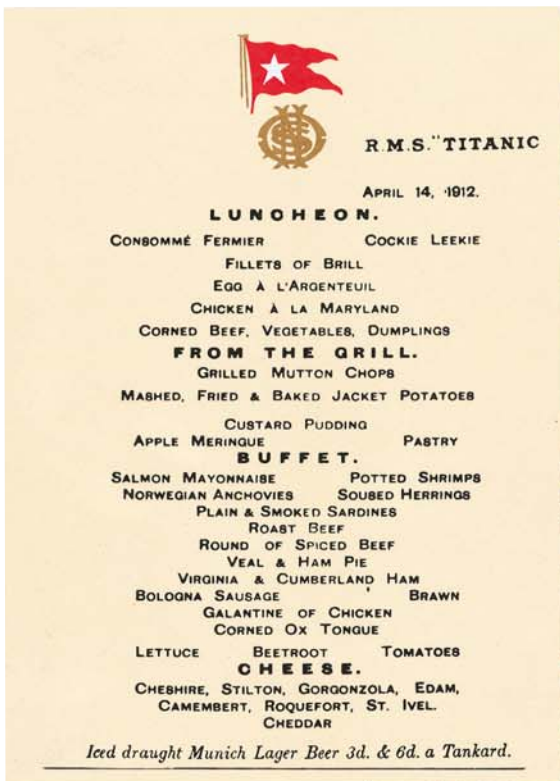 R.M.S. "TITANIC
APRIL 14, 1912.
LUNCHEON.
CONSOMMÉ FERMIER COCKIE LEEKIE
FILLETS OF BRILL
EGG À L'ARGENTEUIL
CHICKEN À LA MARYLAND
CORNED BEEF, VEGETABLES, DUMPLINGS
FROM THE GRILL.
GRILLED MUTTON CHOPS
MASHED, FRIED & BAKED JACKET POTATOES
CUSTARD PUDDING
APPLE MERINGUE PASTRY
BUFFET.
SALMON MAYONNAISE POTTED SHRIMPS
NORWEGIAN ANCHOVIES SOUSED HERRINGS
PLAIN & SMOKED SARDINES
ROAST BEEF
ROUND OF SPICED BEEF
VEAL & HAM PIE
VIRGINIA & CUMBERLAND HAM
BOLOGNA SAUSAGE BRAWN
GALANTINE OF CHICKEN
CORNED OX TONGUE
LETTUCE BEETROOT TOMATOES
CHEESE.
CHESHIRE, STILTON, GORGONZOLA, EDAM,
CAMEMBERT, ROQUEFORT, ST. IVEL.
CHEDDAR
Iced draught Munich Lager Beer 3d. & 6d. a Tankard.